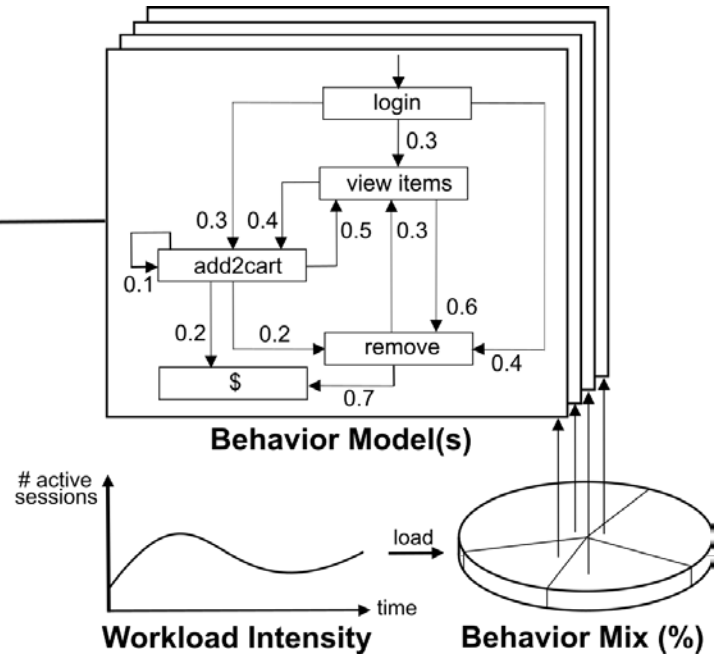 login
0.3
view items
0.3
0.4
0.5
0.3
add2cart
0.1
0.6
0.2
0.2
remove
0.4
$
0.7
Behavior Model(s)
# active
sessions
load
time
Workload Intensity
Behavior Mix (%)